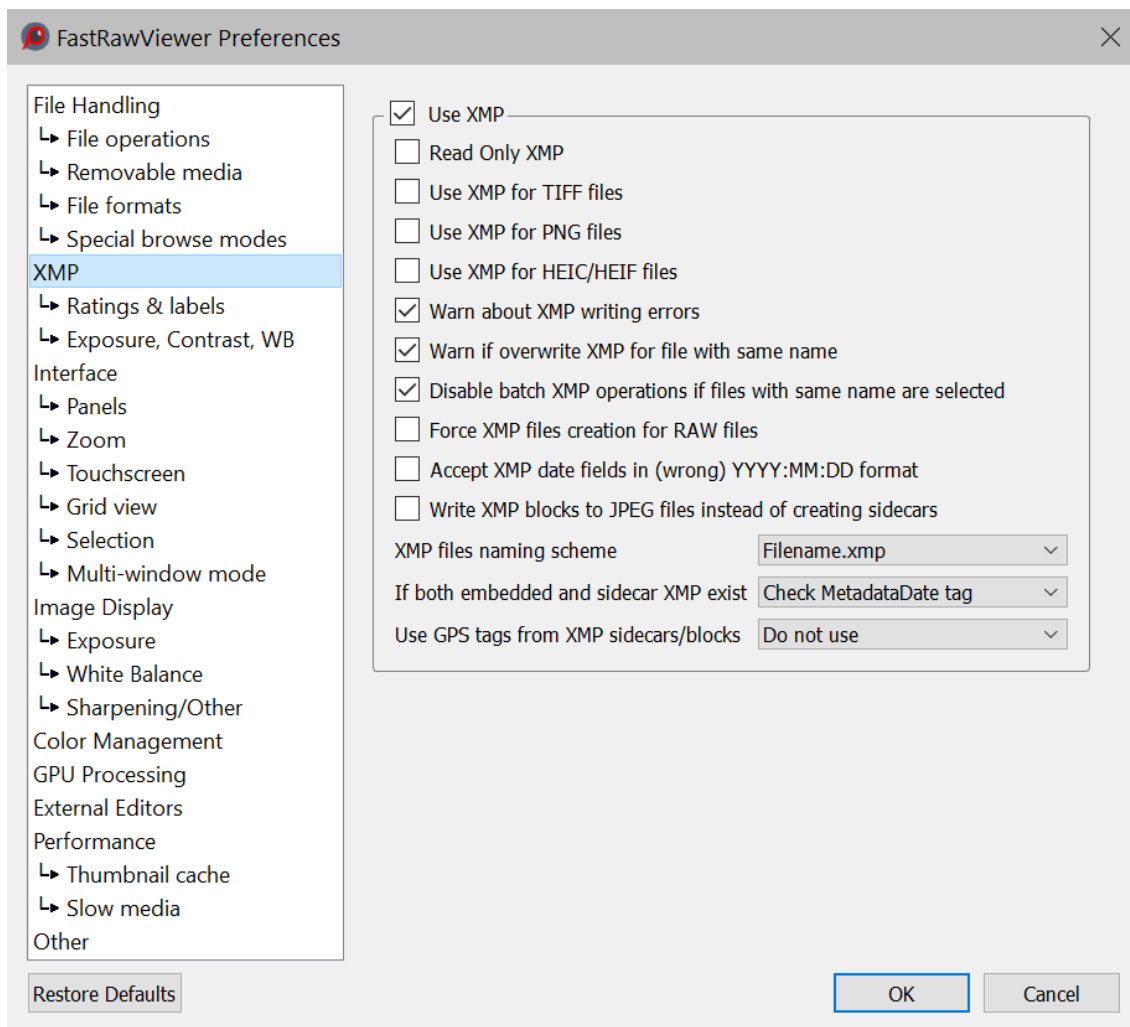 FastRawViewer Preferences
File Handling
File operations
Removable media
File formats
Special browse modes
XMP
Ratings & labels
Exposure, Contrast, WB
Interface
Panels
Zoom
Touchscreen
Grid view
Selection
Multi-window mode
Image Display
Exposure
White Balance
Sharpening/Other
Color Management
GPU Processing
External Editors
Performance
Thumbnail cache
Slow media
Other
Use XMP
Read Only XMP
Use XMP for TIFF files
Use XMP for PNG files
Use XMP for HEIC/HEIF files
Warn about XMP writing errors
Warn if overwrite XMP for file with same name
Disable batch XMP operations if files with same name are selected
Force XMP files creation for RAW files
Accept XMP date fields in (wrong) YYYY:MM:DD format
Write XMP blocks to JPEG files instead of creating sidecars
XMP files naming scheme Filename.xmp
If both embedded and sidecar XMP exist Check MetadataDate tag
Use GPS tags from XMP sidecars/blocks Do not use
Restore Defaults OK Cancel